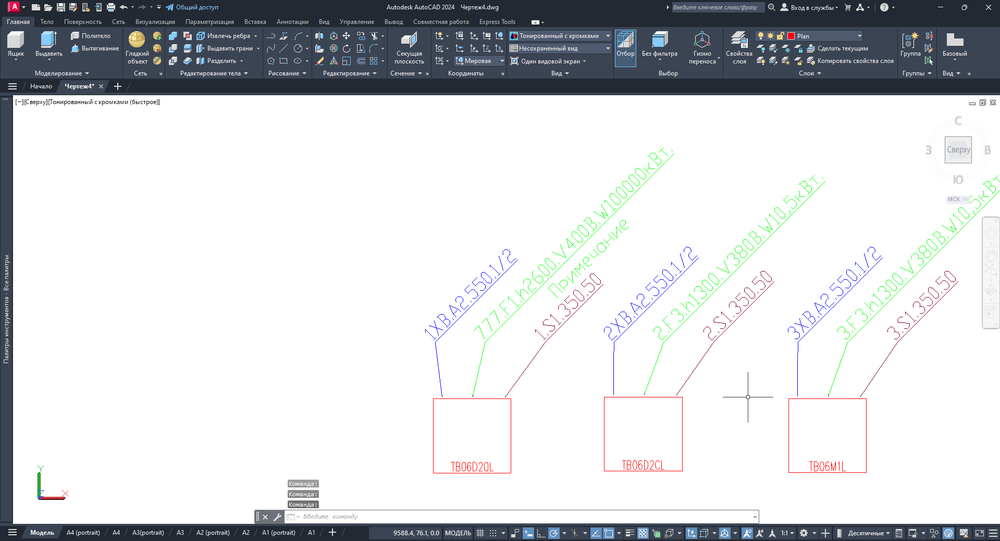 Общий доступ
Autodesk AutoCAD 2024 Чертеж4.dwg
Введите ключевое слово/фразу
Вход в службы
Главная Тело Поверхность Сеть Визуализация Параметризация Вставка Аннотации Вид Управление Вывод Совместная работа Express Tools
Ящик
Выдавить
Политело
Вытягивание
Моделирование
Гладкий объект
Сеть
Извлечь ребра
Выдавить грани
Разделить
Редактирование тела
Рисование
Редактирование
Секущая плоскость
Сечение
Мировая
Координаты
Тонированный с кромками
Несохраненный вид
Один видовой экран
Вид
Отбор
Без фильтра
Гизмо переноса
Выбор
Свойства слоя
Plan
Сделать текущим
Копировать свойства слоя
Слои
Группа
Группы
Базовый
Вид
Начало
Чертеж4*
[−][Сверху][Тонированный с кромками (быстрое)]
Палитры инструментов - Все палитры
С
З
Сверху
В
Ю
МСК
1XB.A2.550.1/2
777.F1.h2600.V400В.W100000кВт.
Примечание
1.S1.350.50
2XB.A2.550.1/2
2.F3.h1300.V380В.W10,5кВт.
2.S1.350.50
3XB.A2.550.1/2
3.F3.h1300.V380В.W10,5кВт
3.S1.350.50
TB06D20L
TB06D2CL
TB06M1L
Y
X
Z
Команда:
Команда:
Команда:
Введите команду
Модель A4 (portrait) A4 A3(portrait) A3 A2 (portrait) A2 A1 (portrait) A1
9588.4, 76.1, 0.0 МОДЕЛЬ
1:1
Десятичные